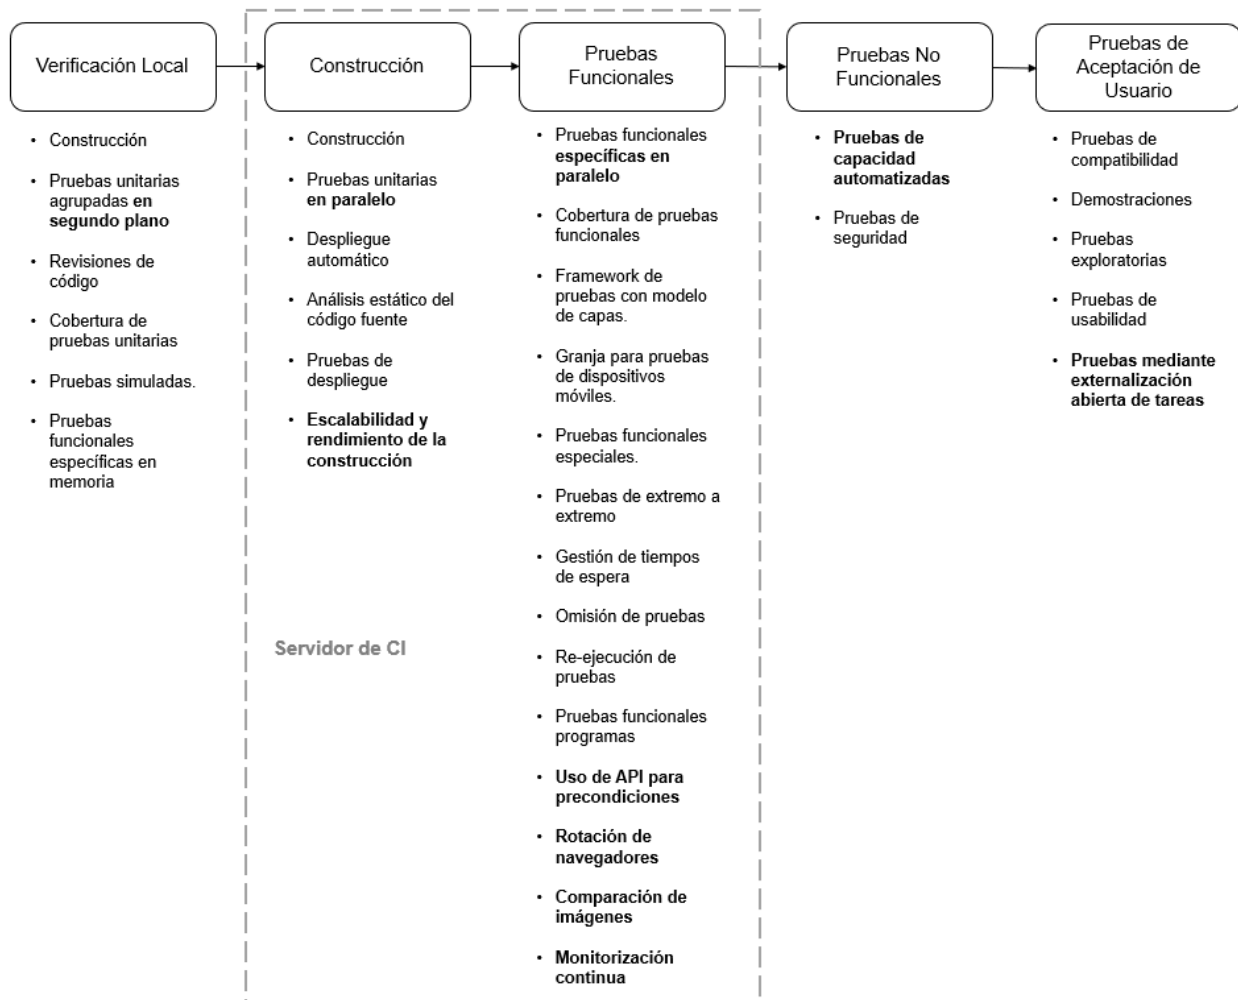 Verificación Local
Construcción
Pruebas
Funcionales
Pruebas No
Funcionales
Pruebas de
Aceptación de
Usuario
• Construcción
• Pruebas unitarias
agrupadas en
segundo plano
• Revisiones de
código
• Cobertura de
pruebas unitarias
• Pruebas simuladas.
• Pruebas
funcionales
específicas en
memoria
• Construcción
• Pruebas unitarias
en paralelo
• Despliegue
automático
• Análisis estático del
código fuente
• Pruebas de
despliegue
• Escalabilidad y
rendimiento de la
construcción
Servidor de CI
• Pruebas funcionales
específicas en
paralelo
• Cobertura de pruebas
funcionales
• Framework de
pruebas con modelo
de capas.
• Granja para pruebas
de dispositivos
móviles.
• Pruebas funcionales
especiales.
• Pruebas de extremo a
extremo
• Gestión de tiempos
de espera
• Omisión de pruebas
• Re-ejecución de
pruebas
• Pruebas funcionales
programas
• Uso de API para
precondiciones
• Rotación de
navegadores
• Comparación de
imágenes
• Monitorización
continua
• Pruebas de
capacidad
automatizadas
• Pruebas de
seguridad
• Pruebas de
compatibilidad
• Demostraciones
• Pruebas
exploratorias
• Pruebas de
usabilidad
• Pruebas mediante
externalización
abierta de tareas